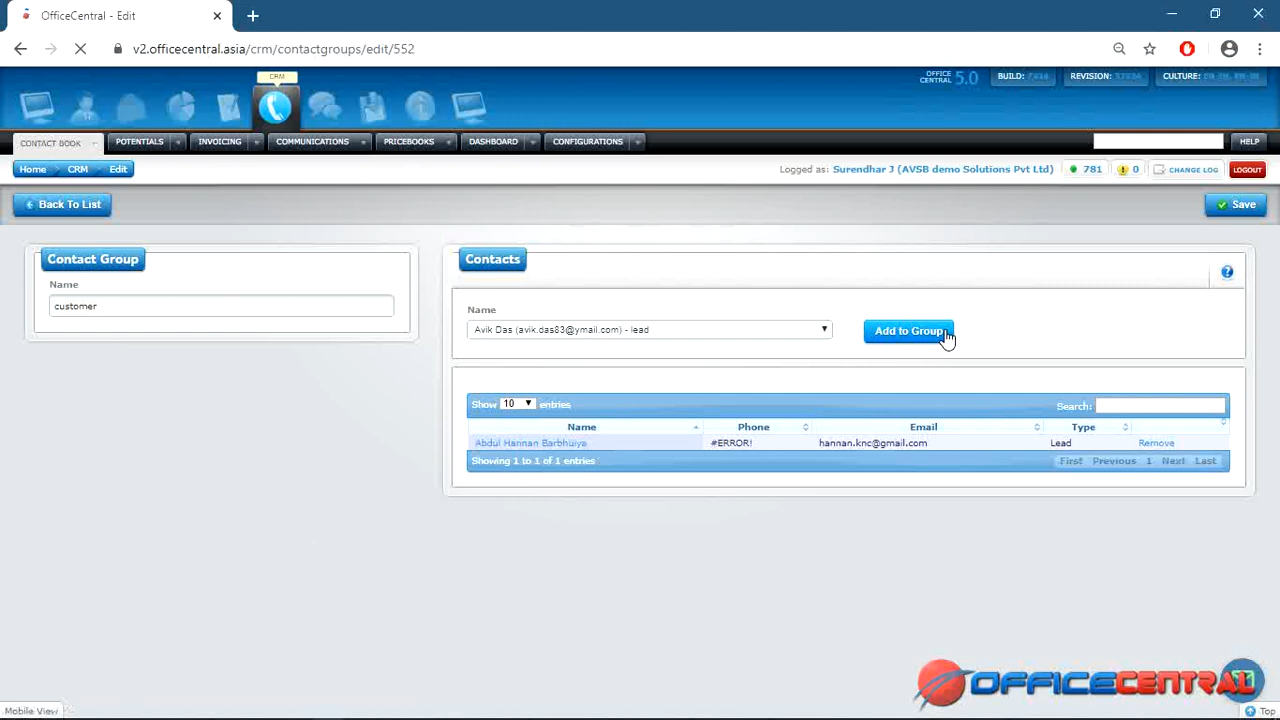 OfficeCentral - Edit
v2.officecentral.asia/crm/contactgroups/edit/552
CRM
OFFICE CENTRAL 5.0
BUILD:
REVISION:
CULTURE:
CONTACT BOOK
POTENTIALS
INVOICING
COMMUNICATIONS
PRICEBOOKS
DASHBOARD
CONFIGURATIONS
HELP
Home
CRM
Edit
Logged as: Surendhar J (AVSB demo Solutions Pvt Ltd)
781
0
CHANGE LOG
LOGOUT
Back To List
Save
Contact Group
Name
customer
Contacts
Name
Avik Das (avik.das83@ymail.com) - lead
Add to Group
Show 10 entries
Search:
Name Phone Email Type
Abdul Hannan Barbhuiya #ERROR! hannan.knc@gmail.com Lead Remove
Showing 1 to 1 of 1 entries
First Previous 1 Next Last
OFFICECENTRAL
Mobile View
Top